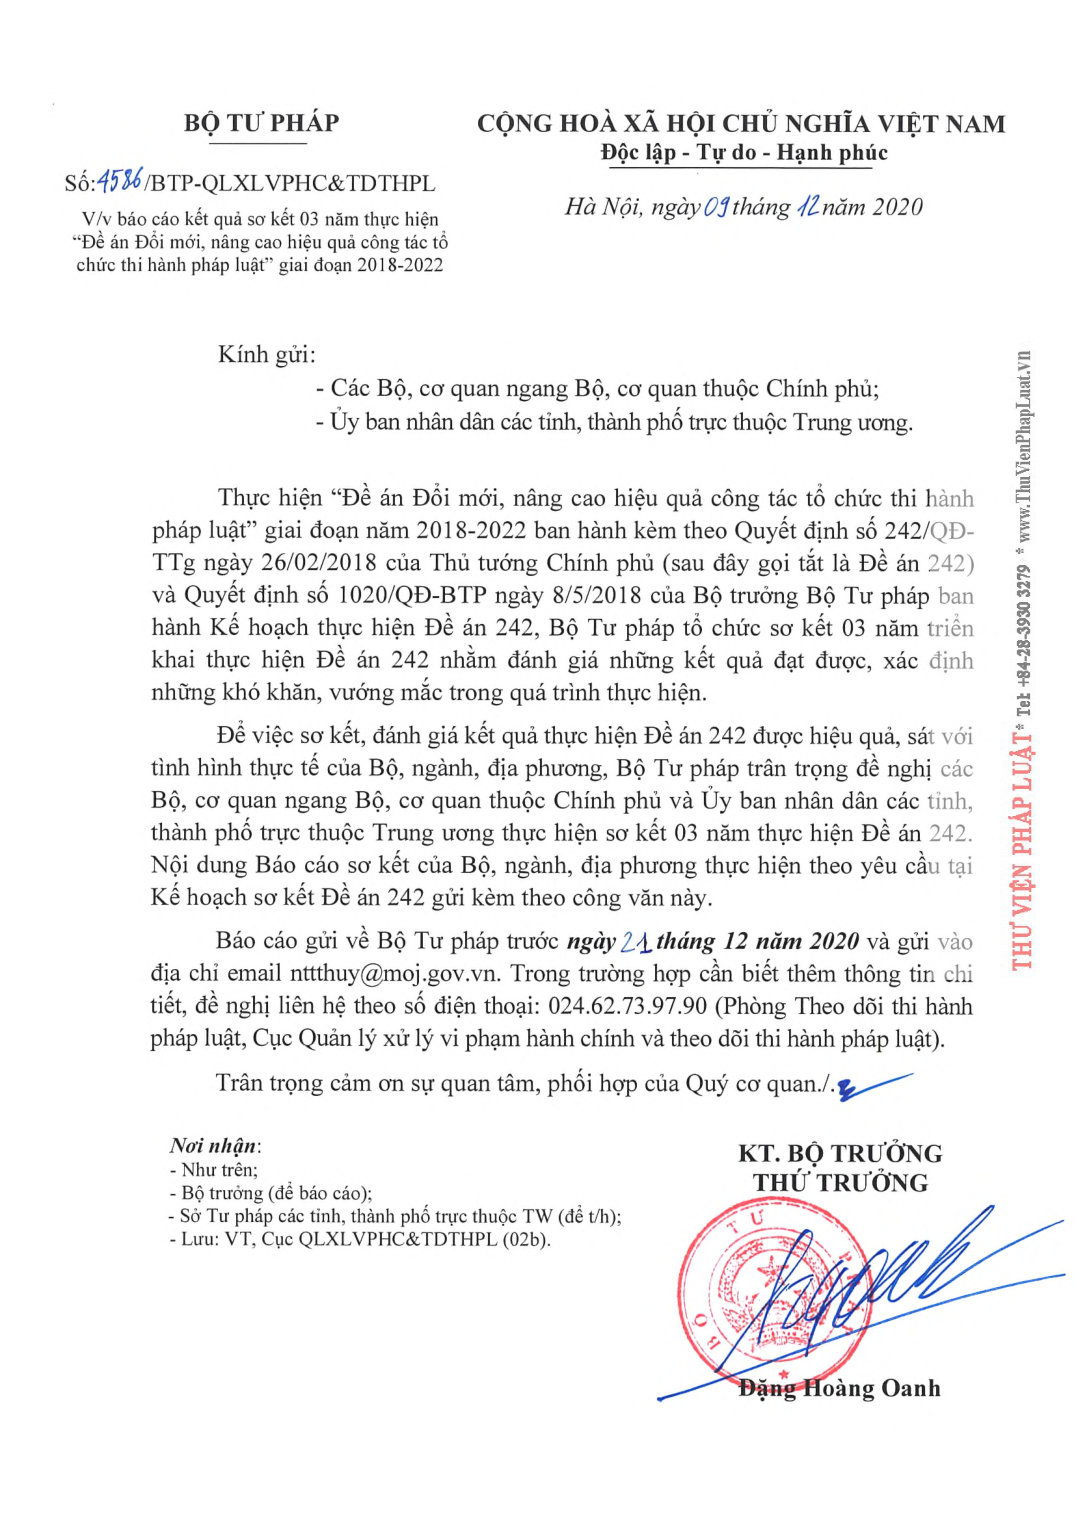 BỘ TƯ PHÁP
CỘNG HOÀ XÃ HỘI CHỦ NGHĨA VIỆT NAM
Độc lập - Tự do - Hạnh phúc
Số:4586/BTP-QLXLVPHC&TDTHPL
Hà Nội, ngày 09 tháng 12 năm 2020
V/v báo cáo kết quả sơ kết 03 năm thực hiện
“Đề án Đổi mới, nâng cao hiệu quả công tác tổ
chức thi hành pháp luật” giai đoạn 2018-2022
Kính gửi:
- Các Bộ, cơ quan ngang Bộ, cơ quan thuộc Chính phủ;
- Ủy ban nhân dân các tỉnh, thành phố trực thuộc Trung ương.
Thực hiện “Đề án Đổi mới, nâng cao hiệu quả công tác tổ chức thi hành
pháp luật” giai đoạn năm 2018-2022 ban hành kèm theo Quyết định số 242/QĐ-
TTg ngày 26/02/2018 của Thủ tướng Chính phủ (sau đây gọi tắt là Đề án 242)
và Quyết định số 1020/QĐ-BTP ngày 8/5/2018 của Bộ trưởng Bộ Tư pháp ban
hành Kế hoạch thực hiện Đề án 242, Bộ Tư pháp tổ chức sơ kết 03 năm triển
khai thực hiện Đề án 242 nhằm đánh giá những kết quả đạt được, xác định
những khó khăn, vướng mắc trong quá trình thực hiện.
Để việc sơ kết, đánh giá kết quả thực hiện Đề án 242 được hiệu quả, sát với
tình hình thực tế của Bộ, ngành, địa phương, Bộ Tư pháp trân trọng đề nghị các
Bộ, cơ quan ngang Bộ, cơ quan thuộc Chính phủ và Ủy ban nhân dân các tỉnh,
thành phố trực thuộc Trung ương thực hiện sơ kết 03 năm thực hiện Đề án 242.
Nội dung Báo cáo sơ kết của Bộ, ngành, địa phương thực hiện theo yêu cầu tại
Kế hoạch sơ kết Đề án 242 gửi kèm theo công văn này.
Báo cáo gửi về Bộ Tư pháp trước ngày 21 tháng 12 năm 2020 và gửi vào
địa chỉ email nttthuy@moj.gov.vn. Trong trường hợp cần biết thêm thông tin chi
tiết, đề nghị liên hệ theo số điện thoại: 024.62.73.97.90 (Phòng Theo dõi thi hành
pháp luật, Cục Quản lý xử lý vi phạm hành chính và theo dõi thi hành pháp luật).
Trân trọng cảm ơn sự quan tâm, phối hợp của Quý cơ quan./.
Nơi nhận:
- Như trên;
- Bộ trưởng (để báo cáo);
- Sở Tư pháp các tỉnh, thành phố trực thuộc TW (để t/h);
- Lưu: VT, Cục QLXLVPHC&TDTHPL (02b).
KT. BỘ TRƯỞNG
THỨ TRƯỞNG
BỘ TƯ PHÁP
Đặng Hoàng Oanh
THƯ VIỆN PHÁP LUẬT * Tel: +84-28-3930 3279 * www.ThuVienPhapLuat.vn